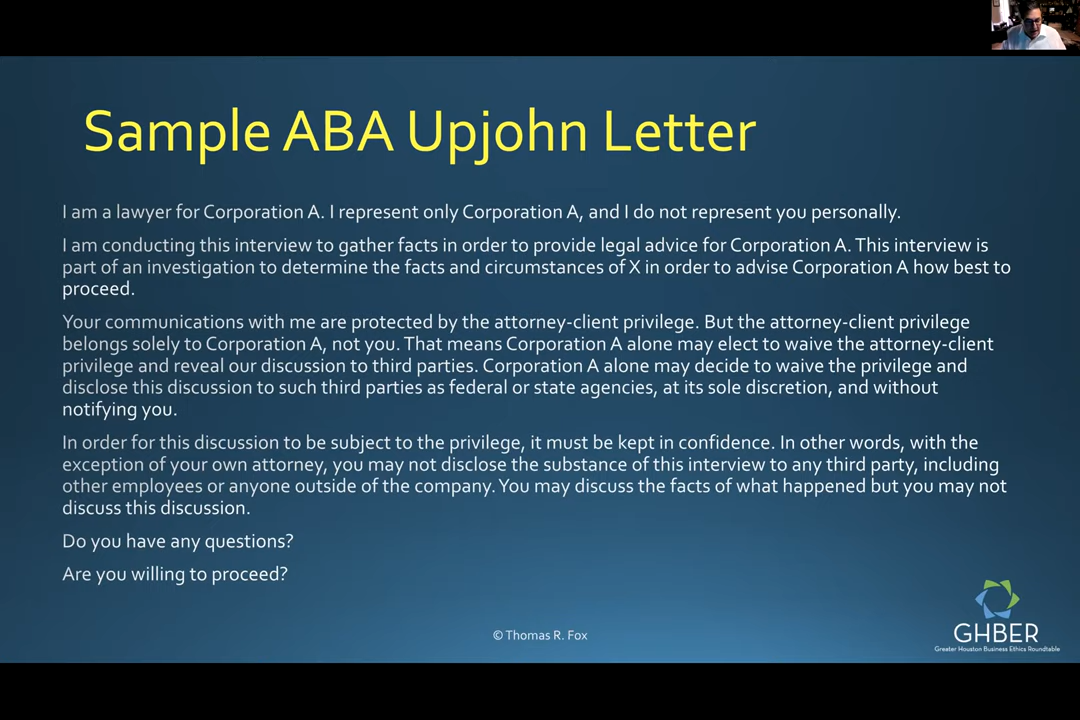 Sample ABA Upjohn Letter
I am a lawyer for Corporation A. I represent only Corporation A, and I do not represent you personally.
I am conducting this interview to gather facts in order to provide legal advice for Corporation A. This interview is
part of an investigation to determine the facts and circumstances of X in order to advise Corporation A how best to
proceed.
Your communications with me are protected by the attorney-client privilege. But the attorney-client privilege
belongs solely to Corporation A, not you. That means Corporation A alone may elect to waive the attorney-client
privilege and reveal our discussion to third parties. Corporation A alone may decide to waive the privilege and
disclose this discussion to such third parties as federal or state agencies, at its sole discretion, and without
notifying you.
In order for this discussion to be subject to the privilege, it must be kept in confidence. In other words, with the
exception of your own attorney, you may not disclose the substance of this interview to any third party, including
other employees or anyone outside of the company. You may discuss the facts of what happened but you may not
discuss this discussion.
Do you have any questions?
Are you willing to proceed?
© Thomas R. Fox
GHBER
Greater Houston Business Ethics Roundtable